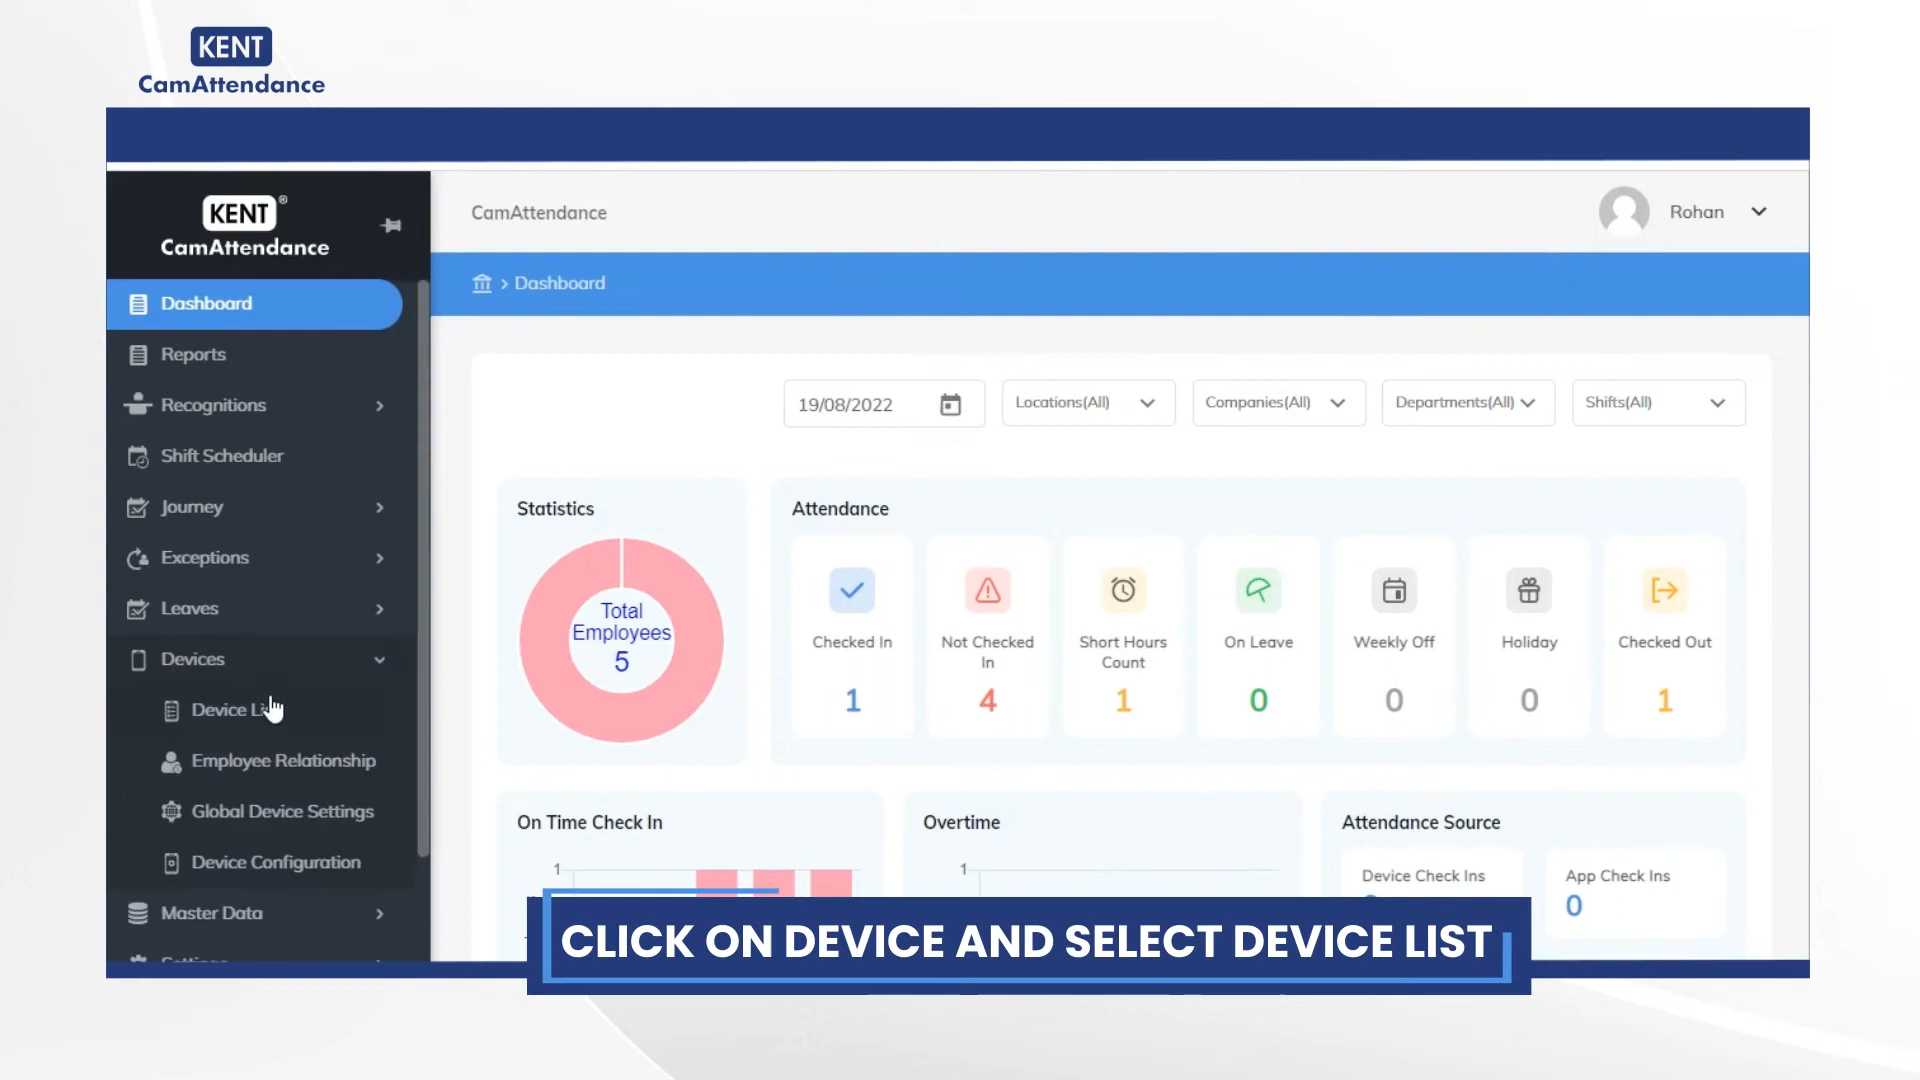 KENT
CamAttendance
KENT®
CamAttendance
CamAttendance
Rohan
> Dashboard
Dashboard
Reports
Recognitions
Shift Scheduler
Journey
Exceptions
Leaves
Devices
Device Li
Employee Relationship
Global Device Settings
Device Configuration
Master Data
19/08/2022
Locations(All)
Companies(All)
Departments(All)
Shifts(All)
Statistics
Total
Employees
5
Attendance
Checked In
1
Not Checked
In
4
Short Hours
Count
1
On Leave
0
Weekly Off
0
Holiday
0
Checked Out
1
On Time Check In
1
Overtime
1
Attendance Source
Device Check Ins
App Check Ins
0
CLICK ON DEVICE AND SELECT DEVICE LIST